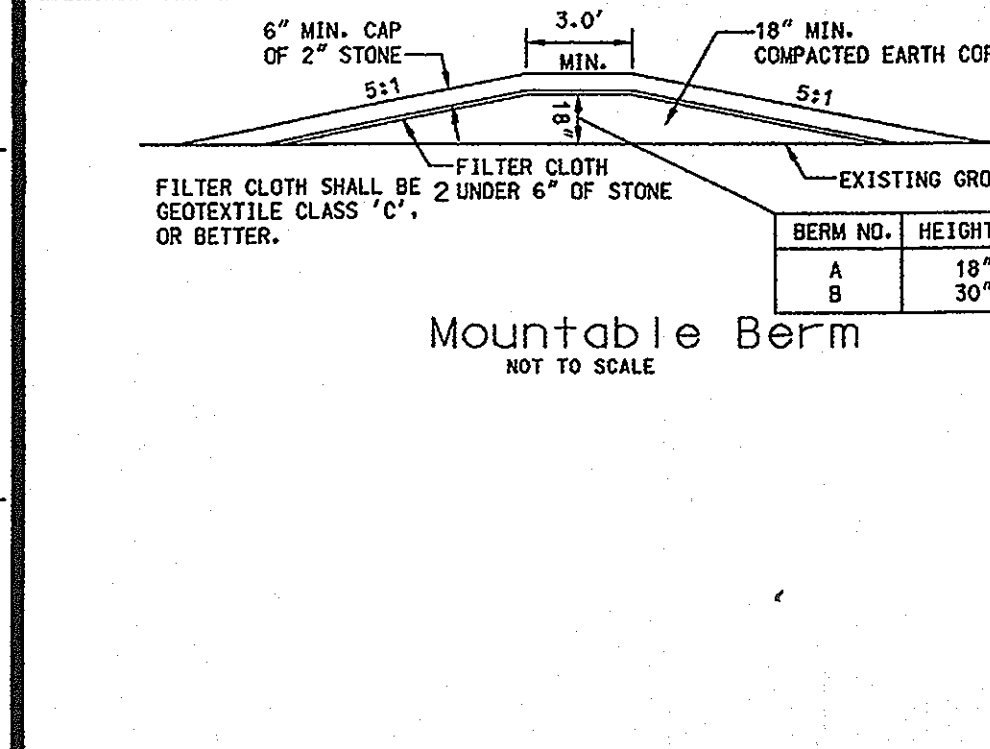 6" MIN. CAP
OF 2" STONE
3.0'
MIN.
18" MIN.
COMPACTED EARTH
5:1
5:1
18"
FILTER CLOTH
2 UNDER 6" OF STONE
FILTER CLOTH SHALL BE
GEOTEXTILE CLASS 'C',
OR BETTER.
EXISTING
BERM NO. HEIGHT
A 18"
B 30"
Mountable Berm
NOT TO SCALE